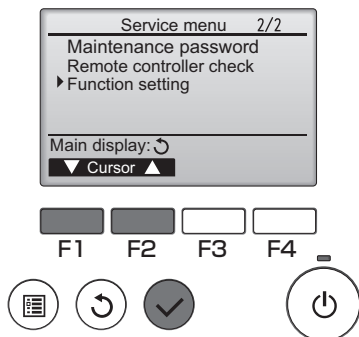 Service menu 2/2
Maintenance password
Remote controller check
Function setting
Main display:
Cursor
F1 F2 F3 F4